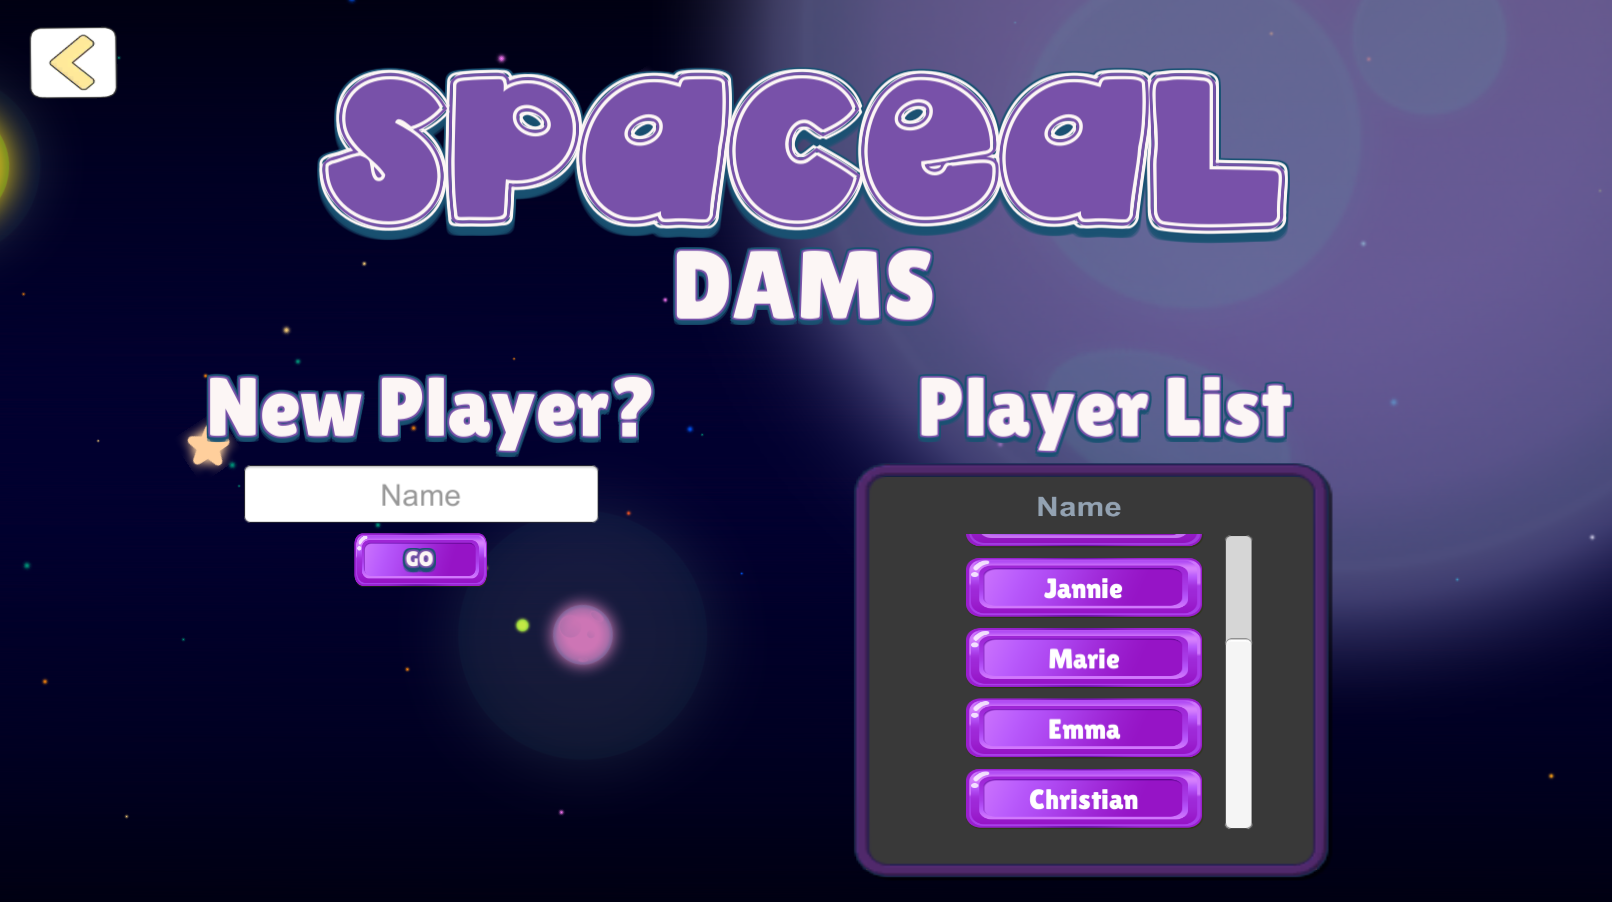 SPACEAL
DAMS
New Player?
Name
GO
Player List
Name
Jannie
Marie
Emma
Christian